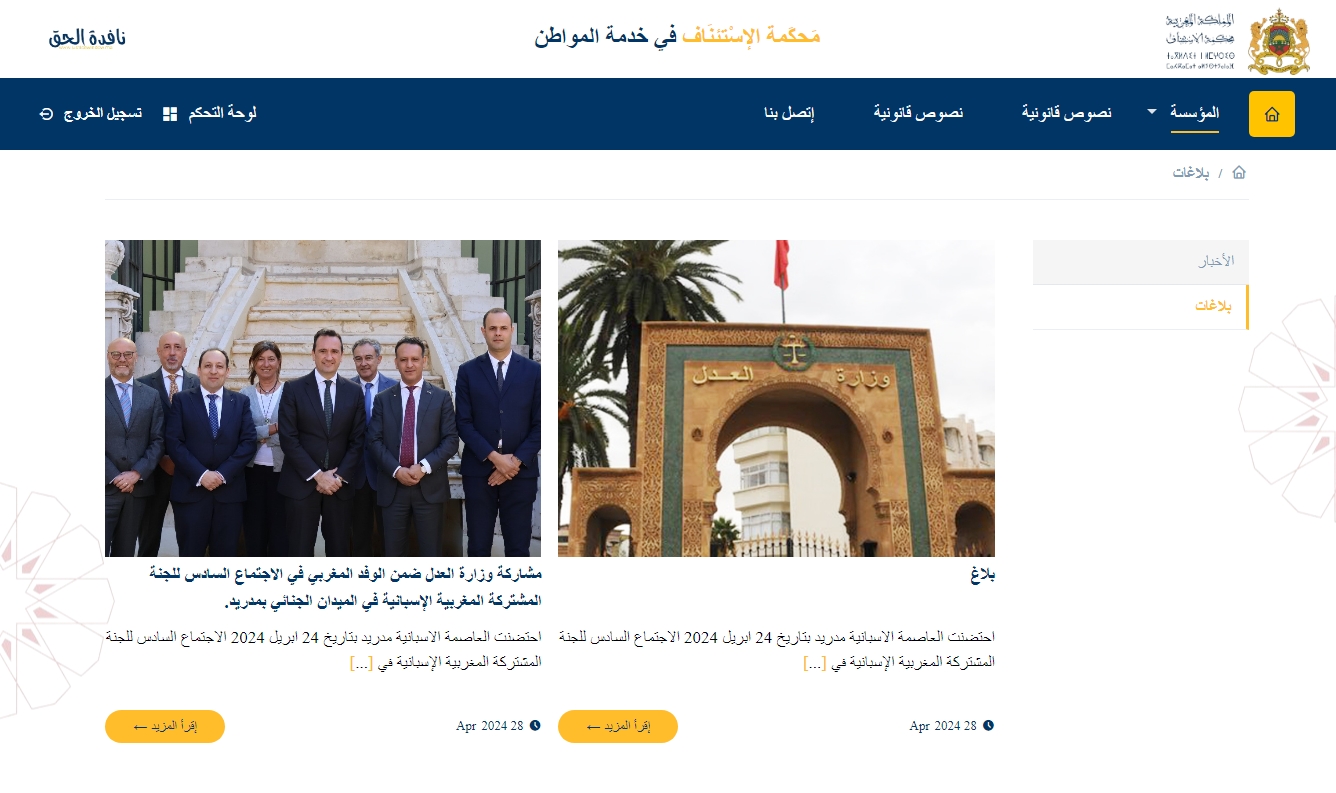 المملكة المغربية
محكمة الاستئناف
مَحكَمة الإسْتئنَاف في خدمة المواطن
نافدة الحق
المؤسسة
نصوص قانونية
نصوص قانونية
إتصل بنا
لوحة التحكم
تسجيل الخروج
/ بلاغات
الأخبار
بلاغات
وزارة العدل
بلاغ
احتضنت العاصمة الاسبانية مدريد بتاريخ 24 ابريل 2024 الاجتماع السادس للجنة
المشتركة المغربية الإسبانية في [...]
28 Apr 2024
إقرأ المزيد ←
مشاركة وزارة العدل ضمن الوفد المغربي في الاجتماع السادس للجنة
المشتركة المغربية الإسبانية في الميدان الجنائي بمدريد.
احتضنت العاصمة الاسبانية مدريد بتاريخ 24 ابريل 2024 الاجتماع السادس للجنة
المشتركة المغربية الإسبانية في [...]
28 Apr 2024
إقرأ المزيد ←